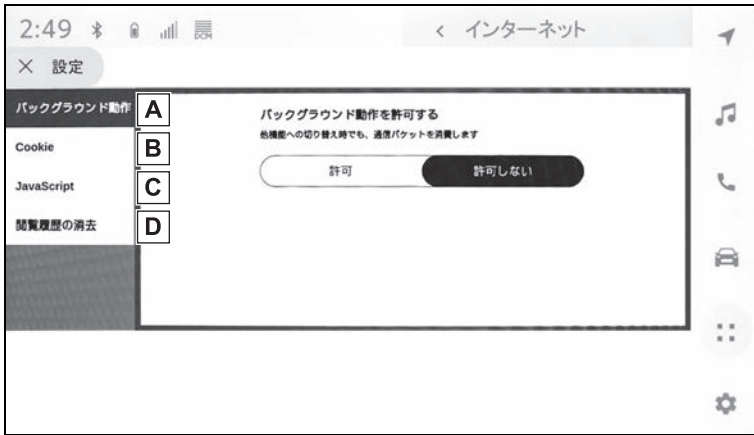 2:49 DCM < インターネット
× 設定
バックグラウンド動作 A
Cookie B
JavaScript C
閲覧履歴の消去 D
バックグラウンド動作を許可する
他機能への切り替え時でも、通信パケットを消費します
許可 許可しない